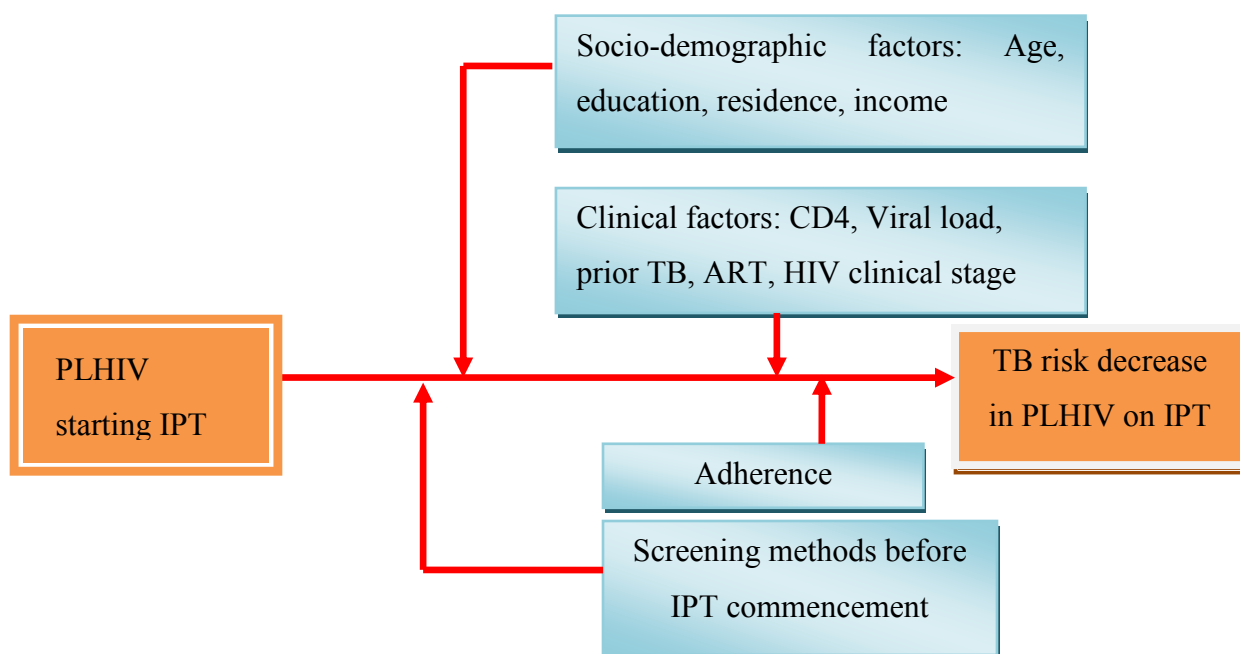 Socio-demographic factors: Age,
education, residence, income
Clinical factors: CD4, Viral load,
prior TB, ART, HIV clinical stage
PLHIV
starting IPT
TB risk decrease
in PLHIV on IPT
Adherence
Screening methods before
IPT commencement